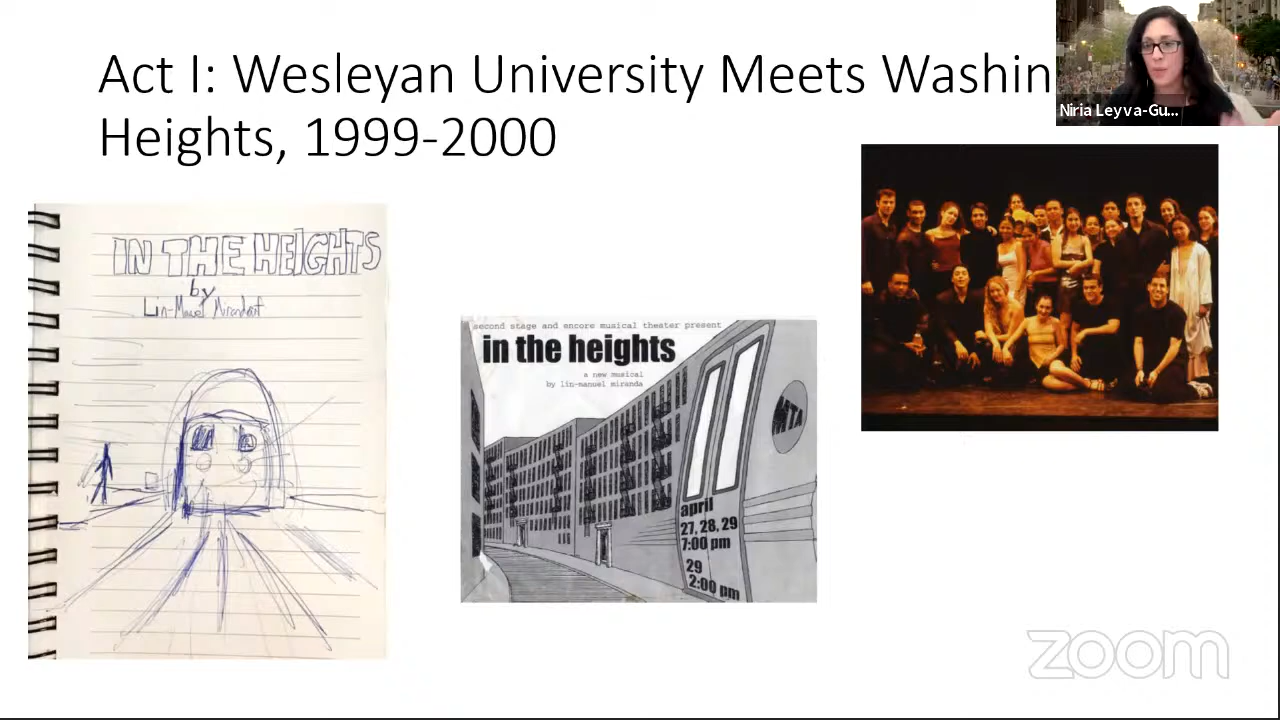 Act I: Wesleyan University Meets Washin
Heights, 1999-2000
Niria Leyva-Gu...
IN THE HEIGHTS
by
Lin-Manuel
second stage and encore musical theater present
in the heights
a new musical
by lin-manuel miranda
MTA
april
27, 28, 29
7:00 pm
29
2:00 pm
zoom